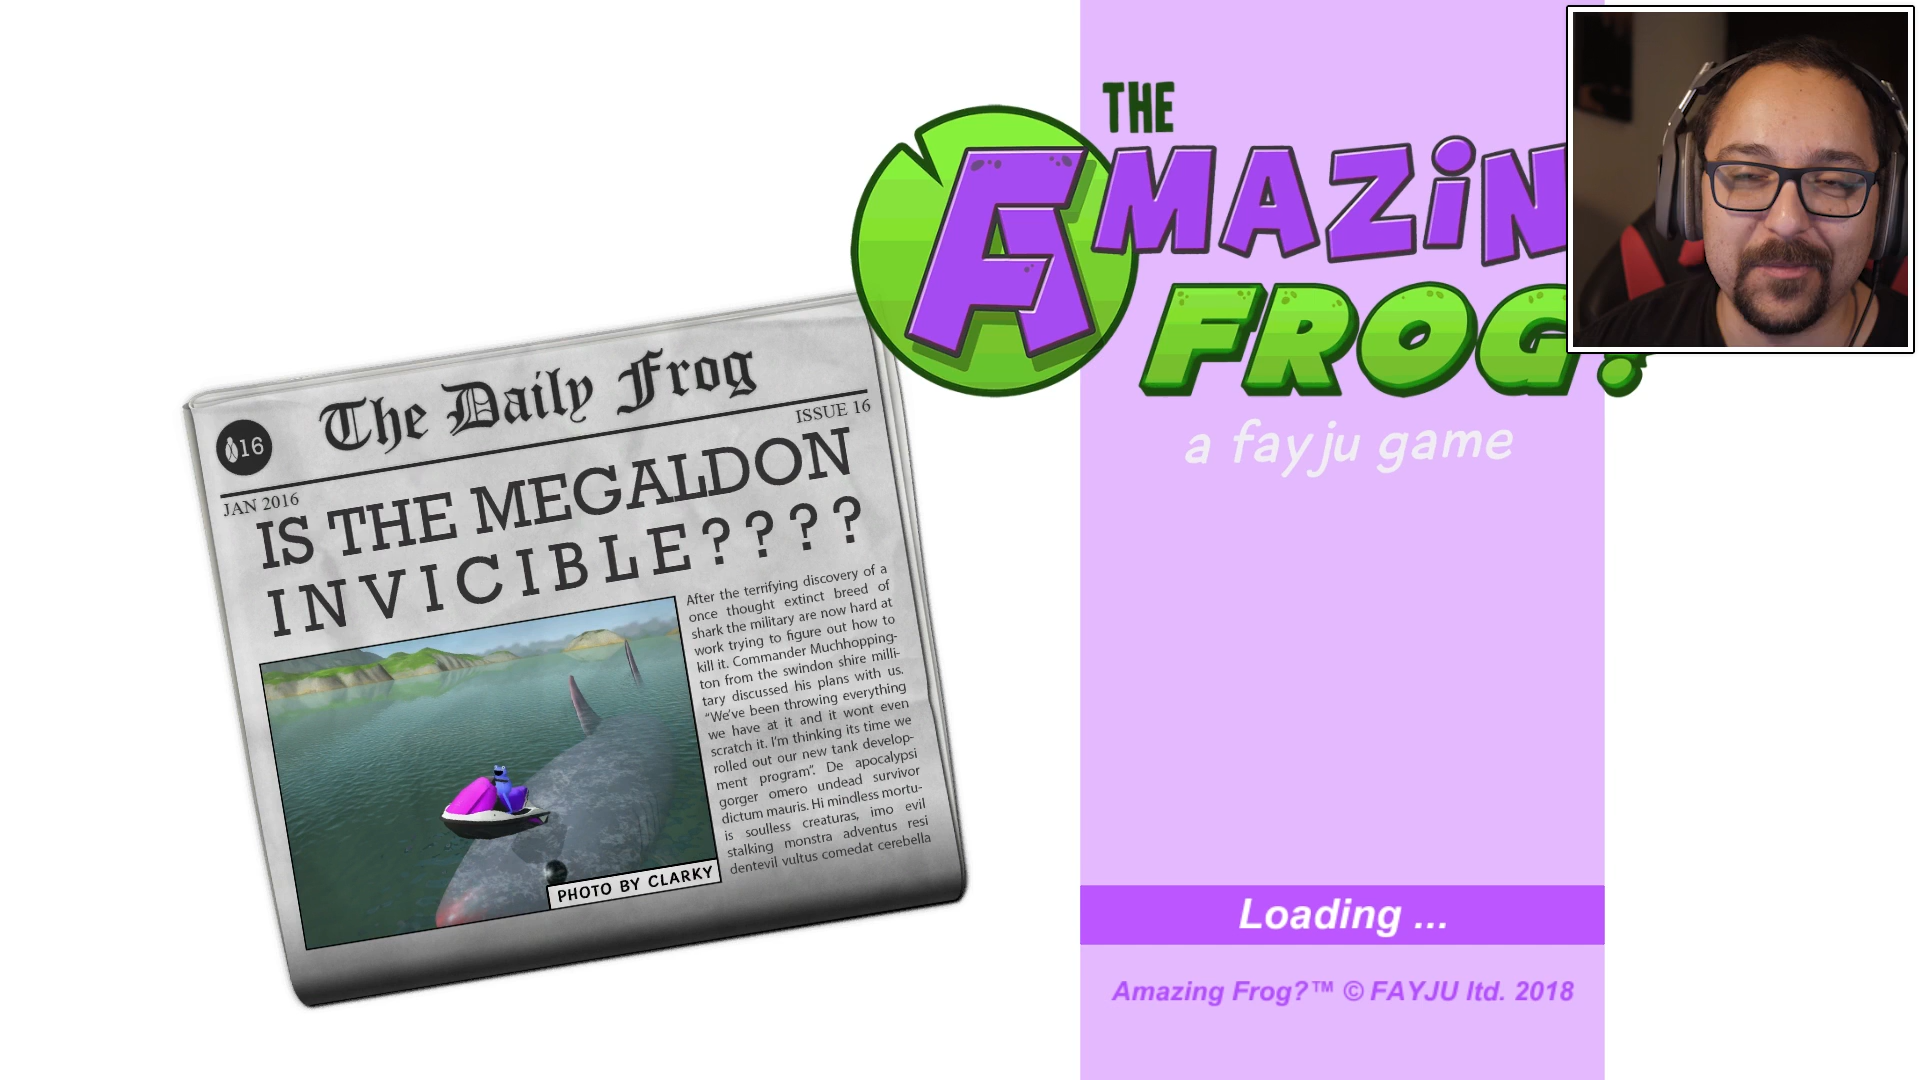 The Daily Frog
16
ISSUE 16
JAN 2016
IS THE MEGALDON
INVICIBLE????
After the terrifying discovery of a
once thought extinct breed of
shark the military are now hard at
work trying to figure out how to
kill it. Commander Muchhopping-
ton from the swindon shire milli-
tary discussed his plans with us.
“We've been throwing everything
we have at it and it wont even
scratch it. I'm thinking its time we
rolled out our new tank develop-
ment program”. De apocalypsi
gorger omero undead survivor
dictum mauris. Hi mindless mortu-
is soulless creaturas, imo evil
stalking monstra adventus resi
dentevil vultus comedat cerebella
PHOTO BY CLARKY
THE
AMAZIN
FROG?
a fayju game
Loading ...
Amazing Frog?™ © FAYJU ltd. 2018